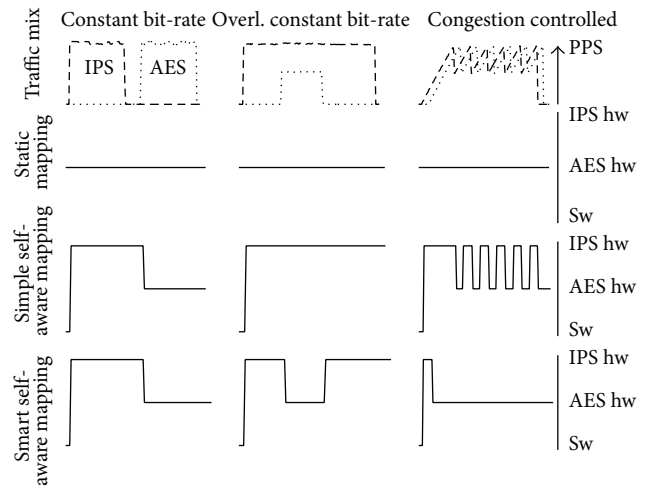 Constant bit-rate Overl. constant bit-rate Congestion controlled
Traffic mix
IPS AES
PPS
Static
mapping
IPS hw
AES hw
Sw
Simple self-
aware mapping
IPS hw
AES hw
Sw
Smart self-
aware mapping
IPS hw
AES hw
Sw